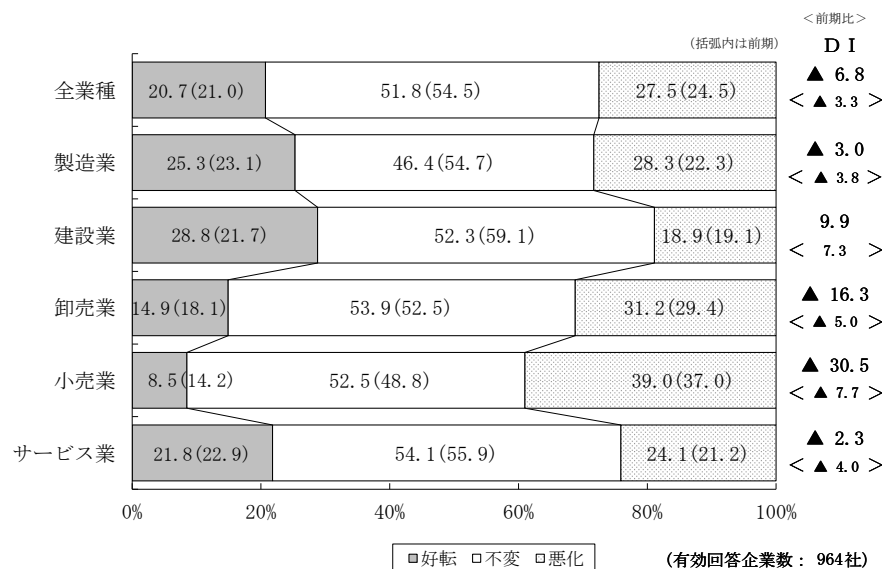 <前期比>
(括弧内は前期) ＤＩ
全業種 20.7(21.0) 51.8(54.5) 27.5(24.5) ▲ 6.8
< ▲ 3.3 >
製造業 25.3(23.1) 46.4(54.7) 28.3(22.3) ▲ 3.0
< ▲ 3.8 >
建設業 28.8(21.7) 52.3(59.1) 18.9(19.1) 9.9
< 7.3 >
卸売業 14.9(18.1) 53.9(52.5) 31.2(29.4) ▲ 16.3
< ▲ 5.0 >
小売業 8.5(14.2) 52.5(48.8) 39.0(37.0) ▲ 30.5
< ▲ 7.7 >
サービス業 21.8(22.9) 54.1(55.9) 24.1(21.2) ▲ 2.3
< ▲ 4.0 >
0% 20% 40% 60% 80% 100%
好転 不変 悪化 (有効回答企業数：964社)